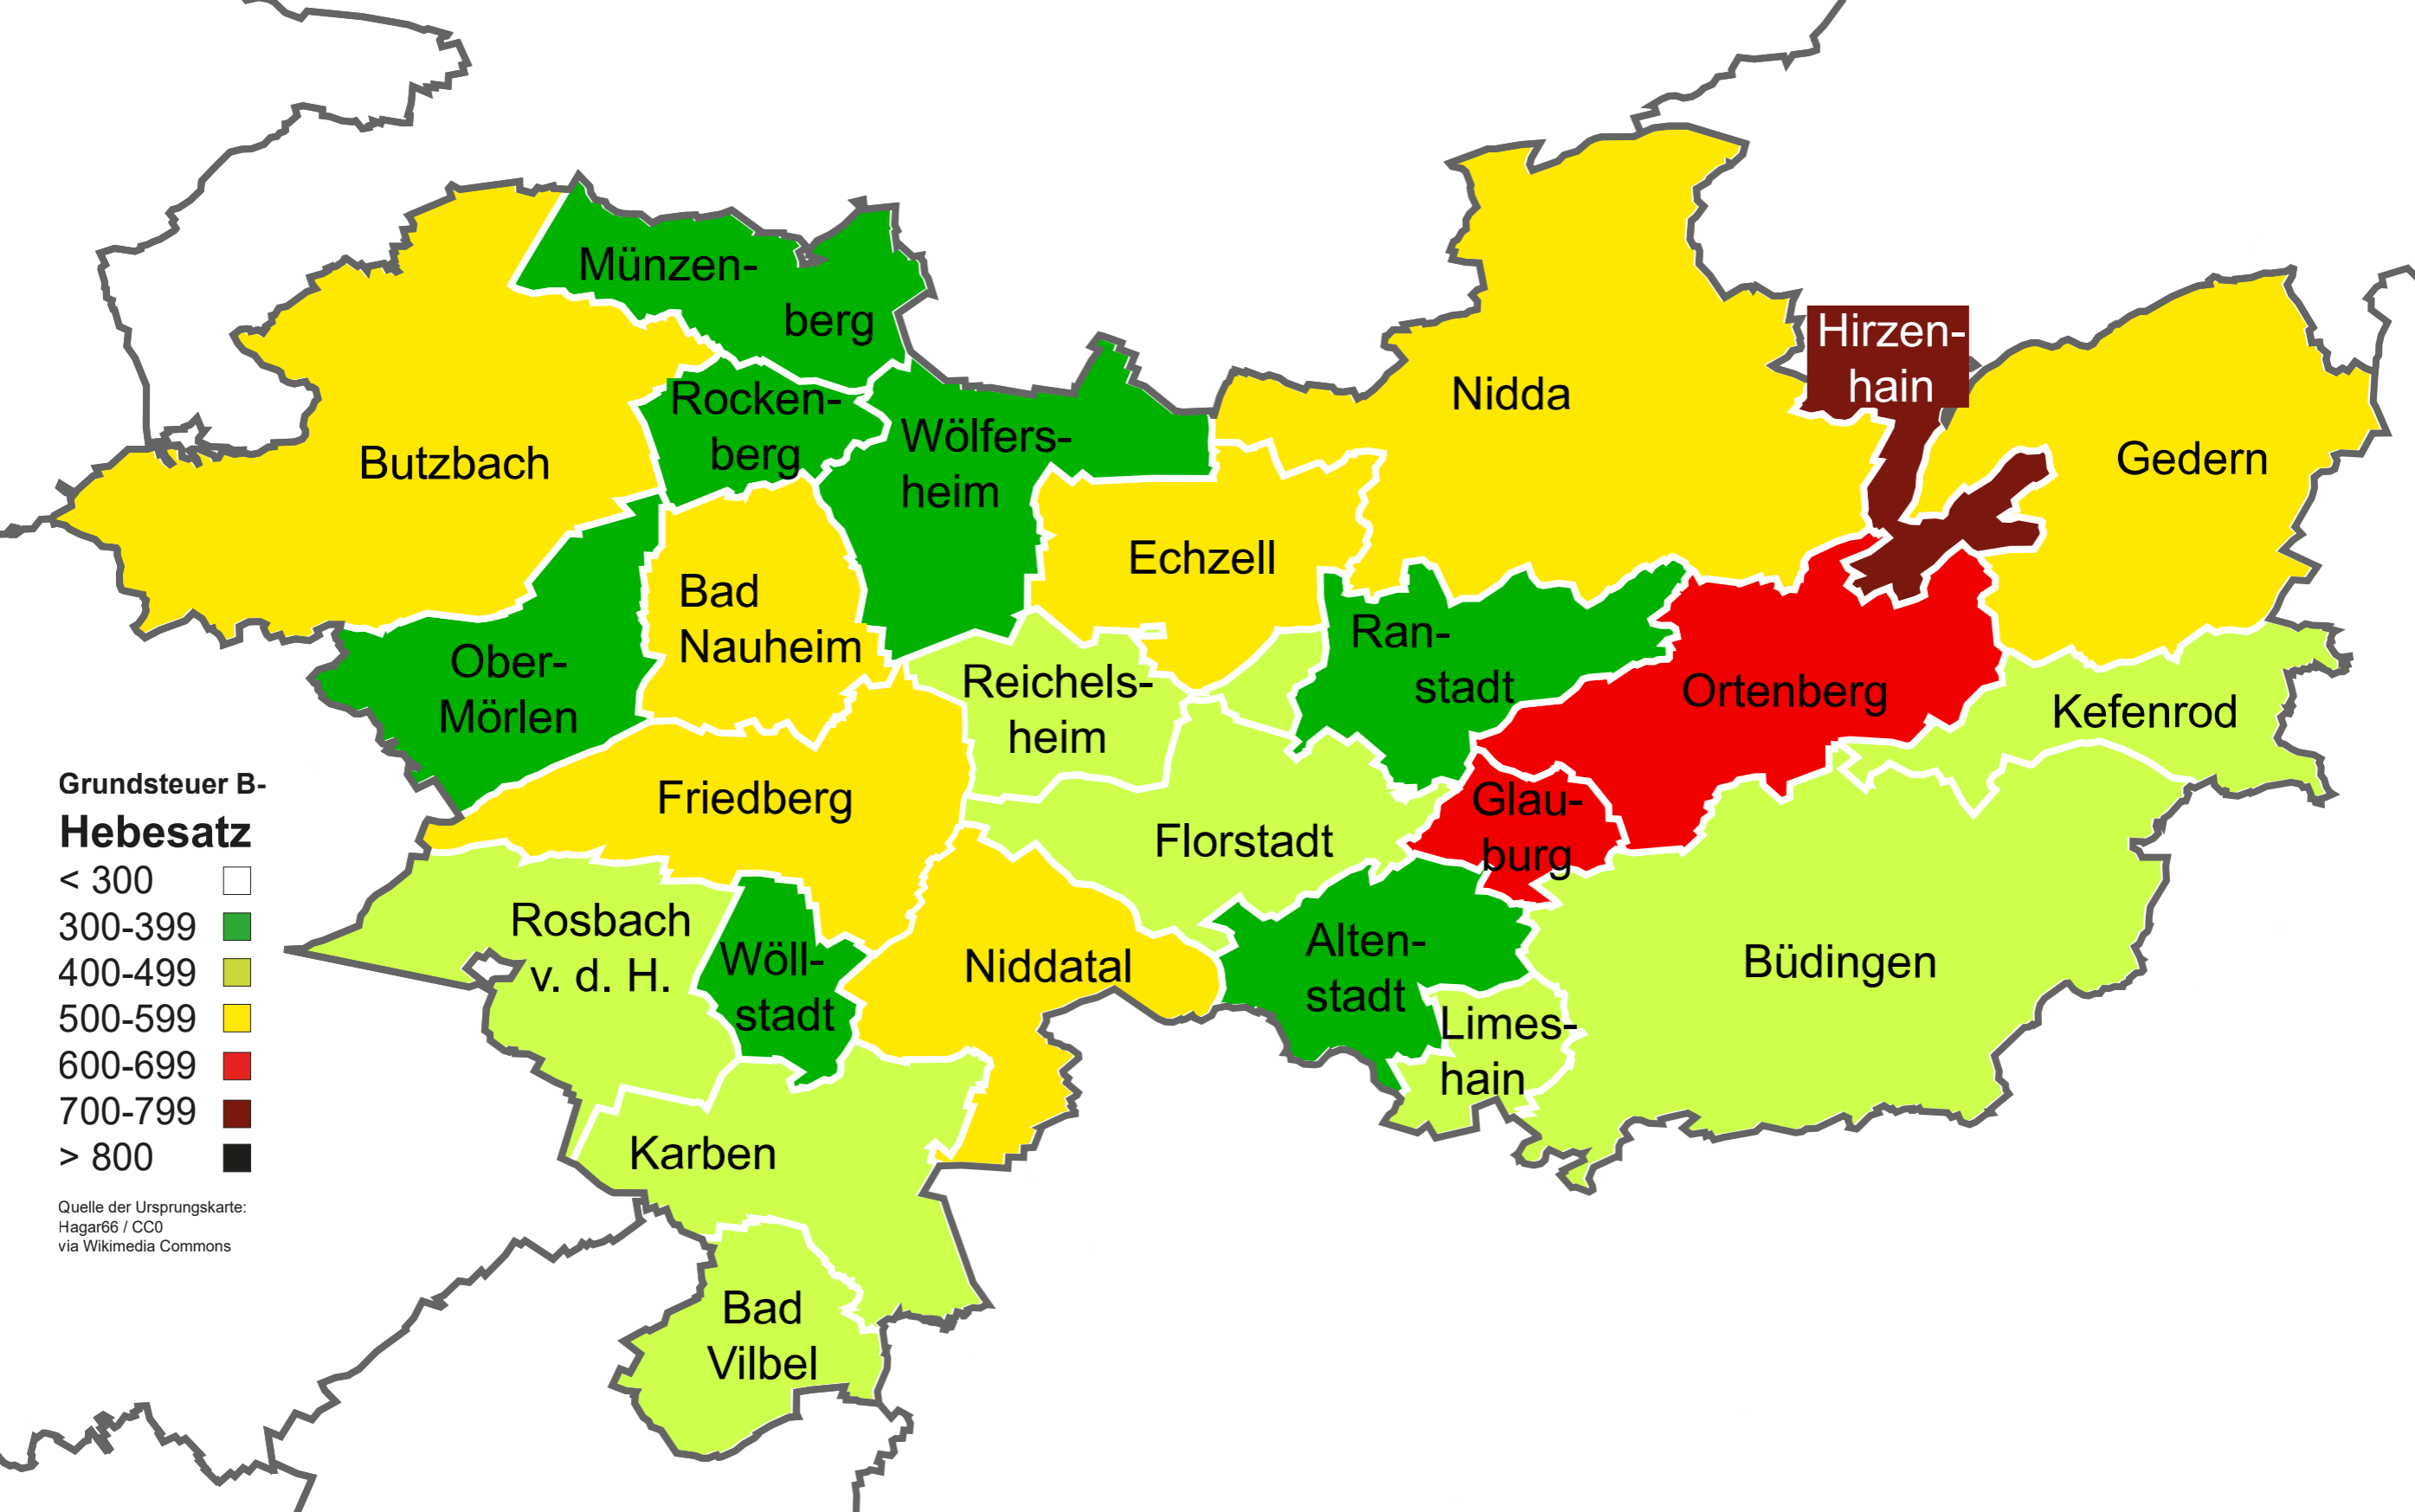 Münzen-
berg
Hirzen-
hain
Rocken-
berg
Nidda
Wölfers-
heim
Butzbach
Gedern
Echzell
Bad
Nauheim
Ran-
stadt
Ober-
Mörlen
Reichels-
heim
Ortenberg
Kefenrod
Friedberg
Glau-
burg
Florstadt
Rosbach
v. d. H.
Wöll-
stadt
Niddatal
Alten-
stadt
Büdingen
Limes-
hain
Karben
Bad
Vilbel
Grundsteuer B-
Hebesatz
< 300
300-399
400-499
500-599
600-699
700-799
> 800
Quelle der Ursprungskarte:
Hagar66 / CC0
via Wikimedia Commons